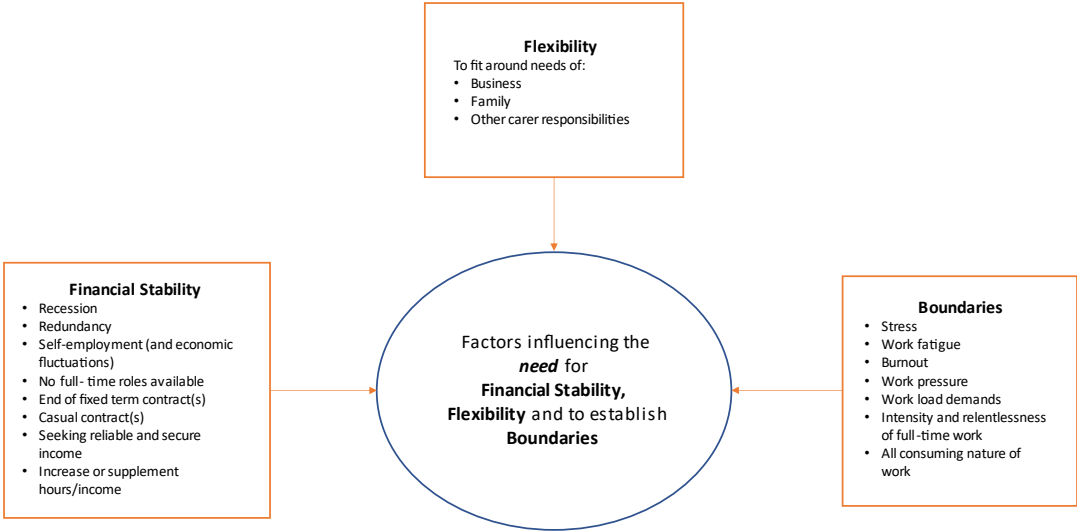 Flexibility
To fit around needs of:
• Business
• Family
• Other carer responsibilities
Financial Stability
• Recession
• Redundancy
• Self-employment (and economic
fluctuations)
• No full- time roles available
• End of fixed term contract(s)
• Casual contract(s)
• Seeking reliable and secure
income
• Increase or supplement
hours/income
Factors influencing the
need for
Financial Stability,
Flexibility and to establish
Boundaries
Boundaries
• Stress
• Work fatigue
• Burnout
• Work pressure
• Work load demands
• Intensity and relentlessness
of full-time work
• All consuming nature of
work